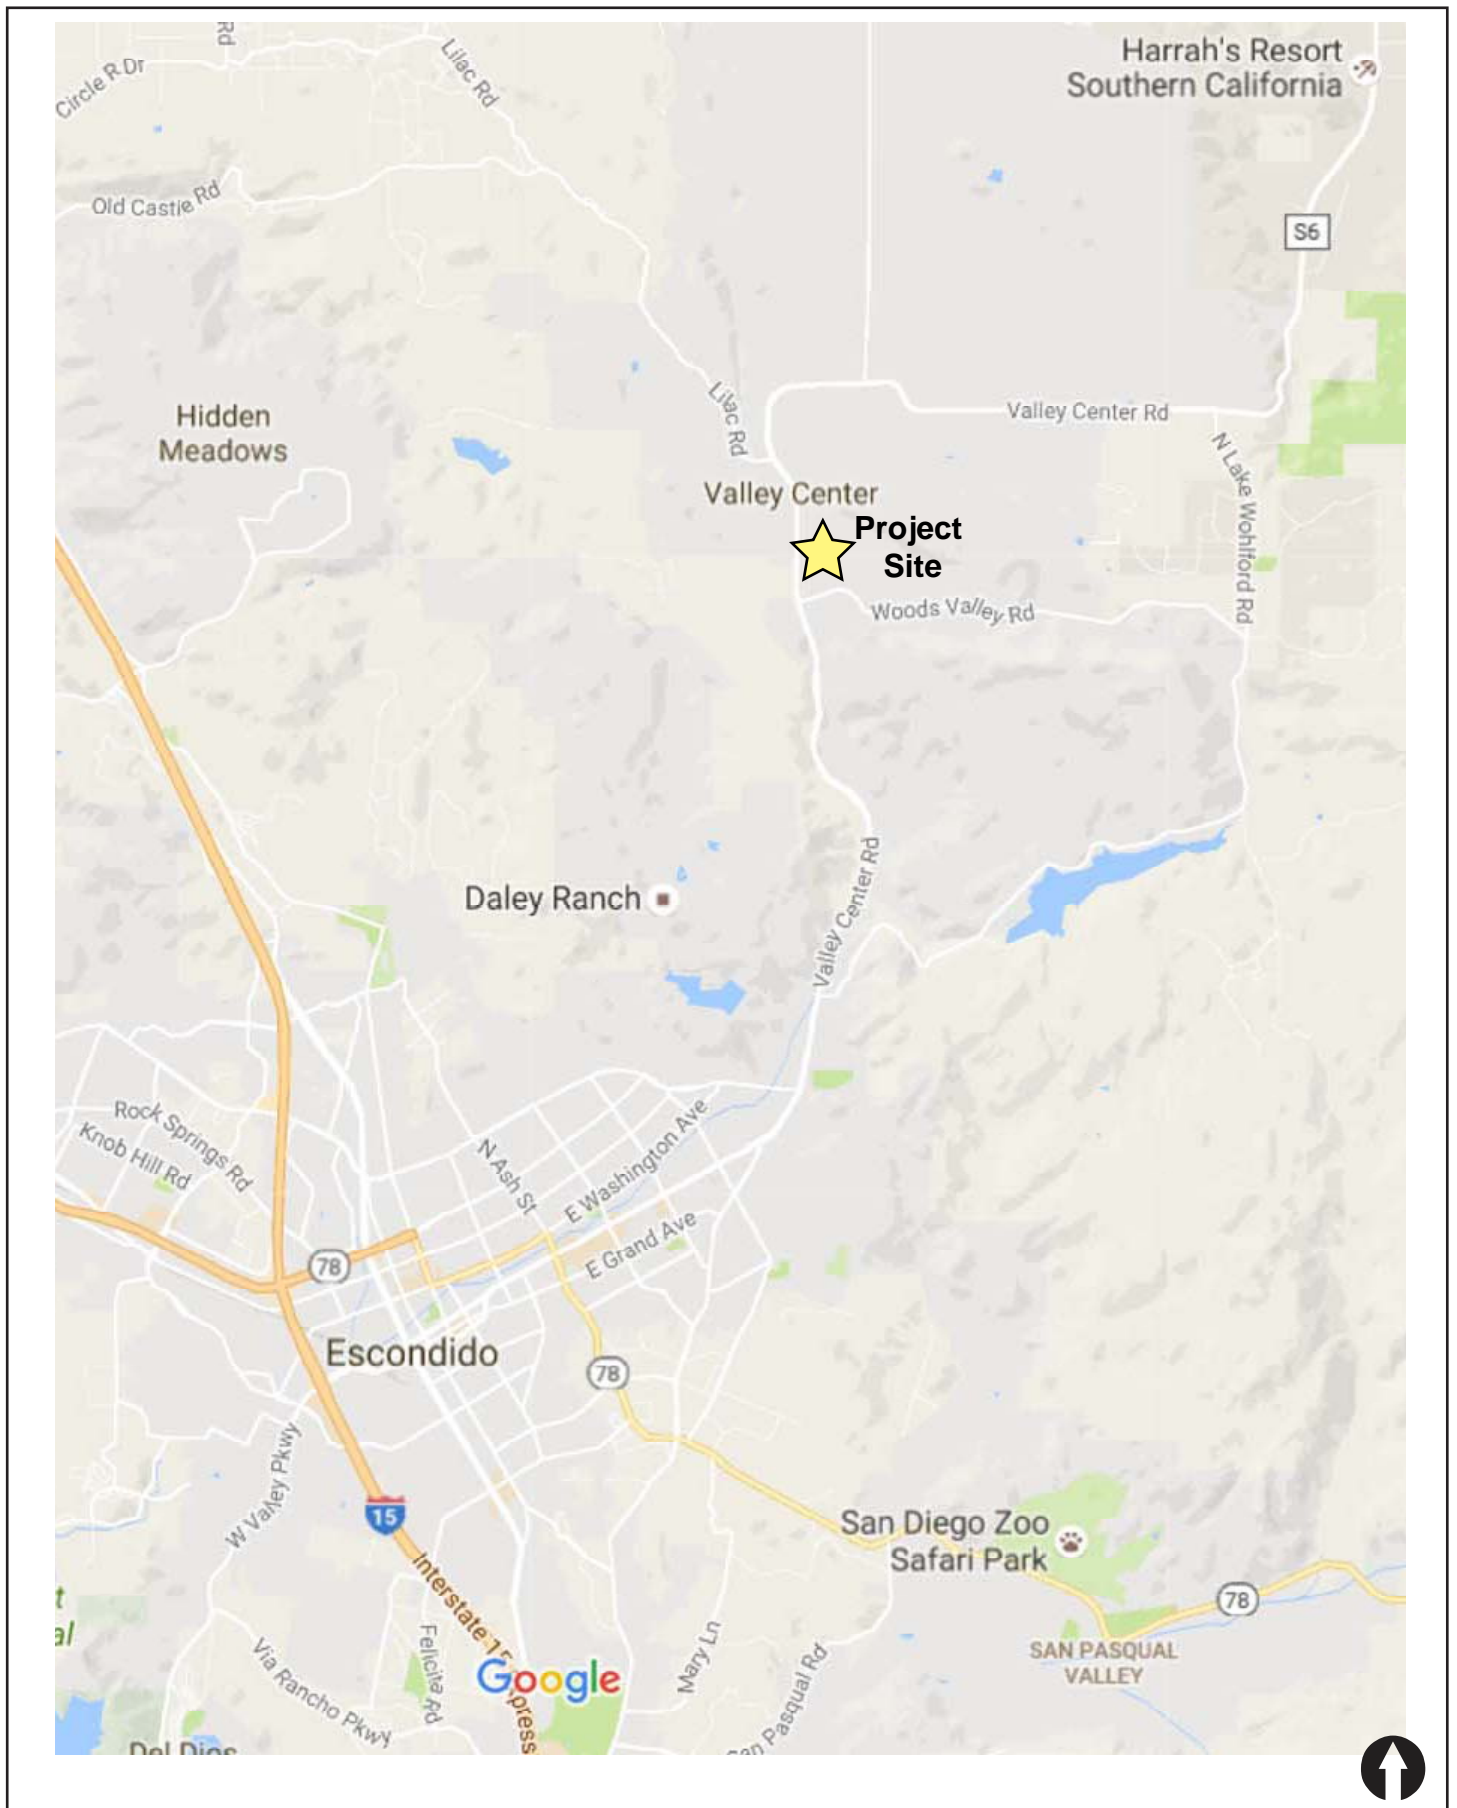 Rd
Lilac Rd
Harrah's Resort
Southern California
Circle R Dr
Old Castle Rd
S6
Lilac Rd
Valley Center Rd
Hidden
Meadows
N Lake Wohlford Rd
Valley Center
Project
Site
Woods Valley Rd
Valley Center Rd
Daley Ranch
Rock Springs Rd
Knob Hill Rd
N Ash St
E Washington Ave
E Grand Ave
78
Escondido
78
W Valley Pkwy
15
San Diego Zoo
Safari Park
Interstate 15
press
78
t
al
Felicita Rd
Mary Ln
SAN PASQUAL
VALLEY
Via Rancho Pkwy
Google
San Pasqual Rd
Del Dios